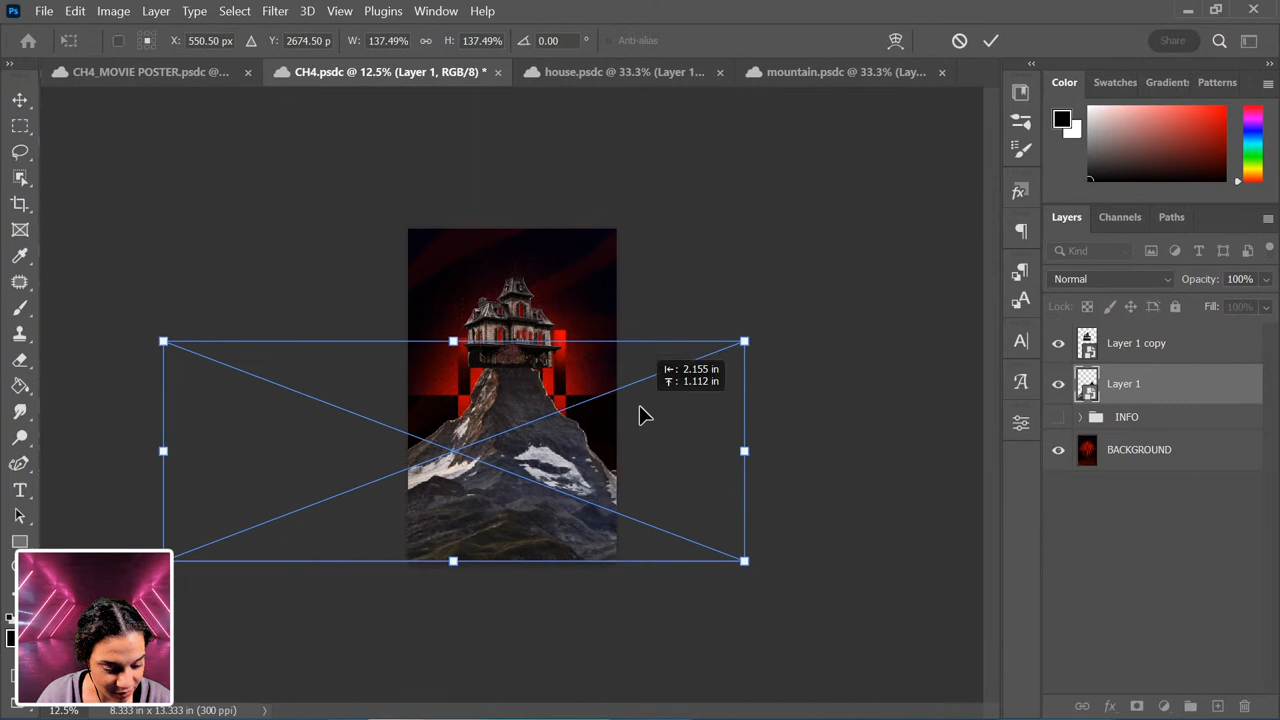 Ps File Edit Image Layer Type Select Filter 3D View Plugins Window Help
X: 550.50 px Y: 2674.50 p W: 137.49% H: 137.49% 0.00 ° Anti-alias Share
CH4_MOVIE POSTER.psdc @... × CH4.psdc @ 12.5% (Layer 1, RGB/8) * × house.psdc @ 33.3% (Layer 1... × mountain.psdc @ 33.3% (Lay... ×
Color Swatches Gradient Patterns
Layers Channels Paths
Kind
Normal Opacity: 100%
Lock: Fill: 100%
Layer 1 copy
Layer 1
INFO
BACKGROUND
2.155 in
1.112 in
12.5% 8.333 in x 13.333 in (300 ppi)